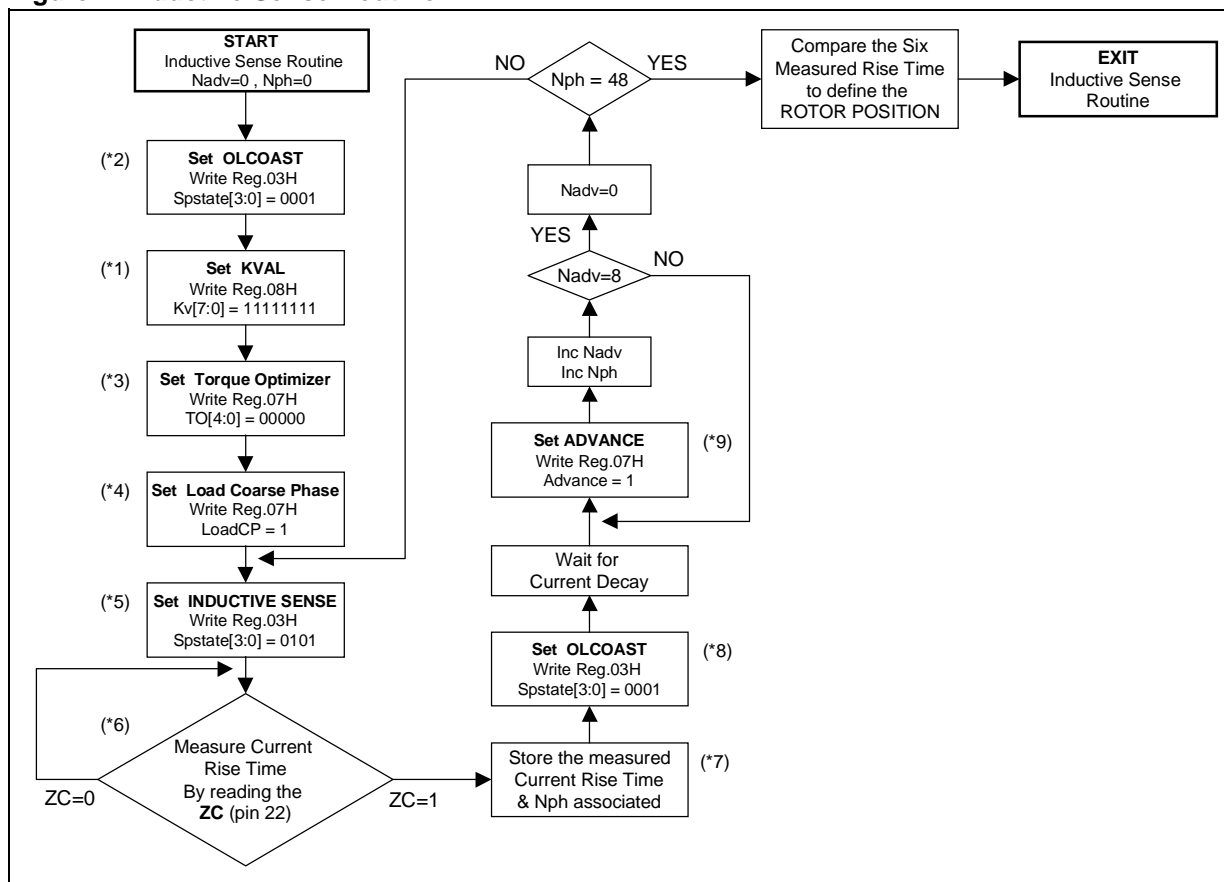 START
Inductive Sense Routine
Nadv=0 , Nph=0
(*2)
Set OLCOAST
Write Reg.03H
Spstate[3:0] = 0001
(*1)
Set KVAL
Write Reg.08H
Kv[7:0] = 11111111
(*3)
Set Torque Optimizer
Write Reg.07H
TO[4:0] = 00000
(*4)
Set Load Coarse Phase
Write Reg.07H
LoadCP = 1
(*5)
Set INDUCTIVE SENSE
Write Reg.03H
Spstate[3:0] = 0101
(*6)
Measure Current
Rise Time
By reading the
ZC (pin 22)
ZC=0
ZC=1
Store the measured
Current Rise Time
& Nph associated
(*7)
Set OLCOAST
Write Reg.03H
Spstate[3:0] = 0001
(*8)
Wait for
Current Decay
Set ADVANCE
Write Reg.07H
Advance = 1
(*9)
Inc Nadv
Inc Nph
Nadv=8
YES
NO
Nadv=0
Nph = 48
NO
YES
Compare the Six
Measured Rise Time
to define the
ROTOR POSITION
EXIT
Inductive Sense
Routine